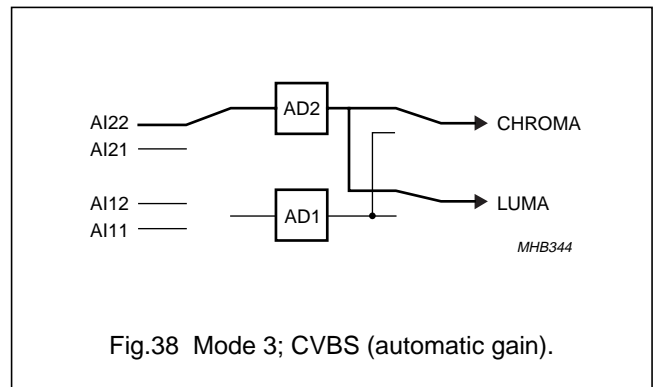 AD2
AI22
CHROMA
AI21
AI12
LUMA
AD1
AI11
MHB344
Fig.38 Mode 3; CVBS (automatic gain).